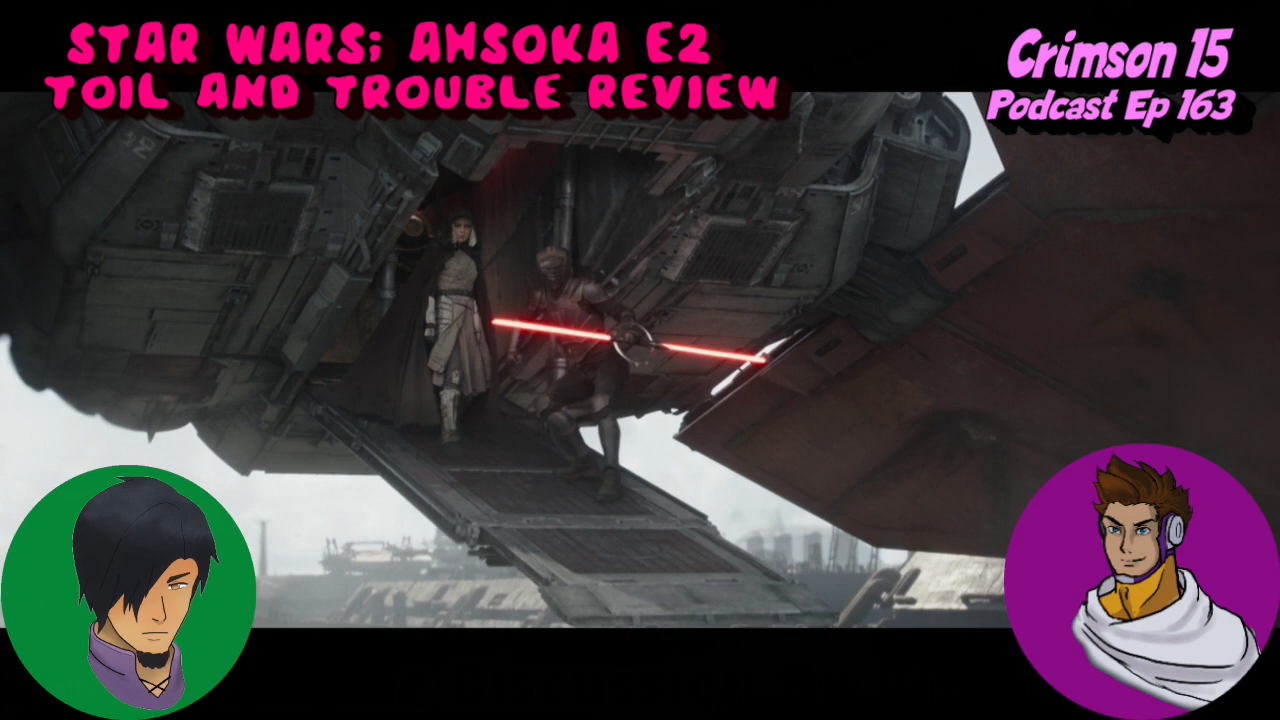 STAR WARS; AHSOKA E2
TOIL AND TROUBLE REVIEW
Crimson 15
Podcast Ep 163